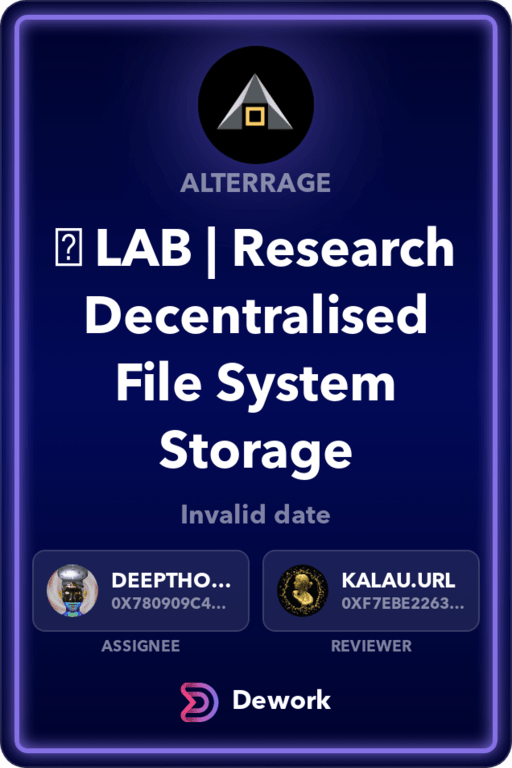 ALTERRAGE
⍰ LAB | Research
Decentralised
File System
Storage
Invalid date
DEEPTHO...
0X780909C4...
ASSIGNEE
KALAU.URL
0XF7EBE2263...
REVIEWER
Dework